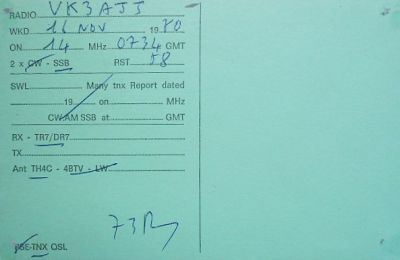 RADIO VK3AJJ
WKD 16 NOV 1980
ON 14 MHz 0734 GMT
2 x CW - SSB RST 58
SWL Many tnx Report dated
19 on MHz
CW AM SSB at GMT
RX - TR7/DR7
TX
Ant TH4C - 4BTV - LW
73
PSE-TNX QSL